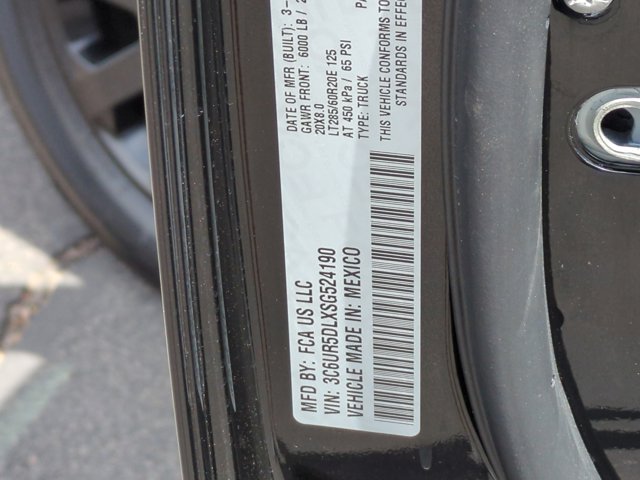 MFD BY: FCA US LLC
VIN: 3C6UR5DLXSG524190
VEHICLE MADE IN: MEXICO
DATE OF MFR (BUILT): 3-
GAWR FRONT: 6000 LB /
20X8.0
LT285/60R20E 125
AT 450 kPa / 65 PSI
TYPE: TRUCK
THIS VEHICLE CONFORMS TO
STANDARDS IN EFFECT